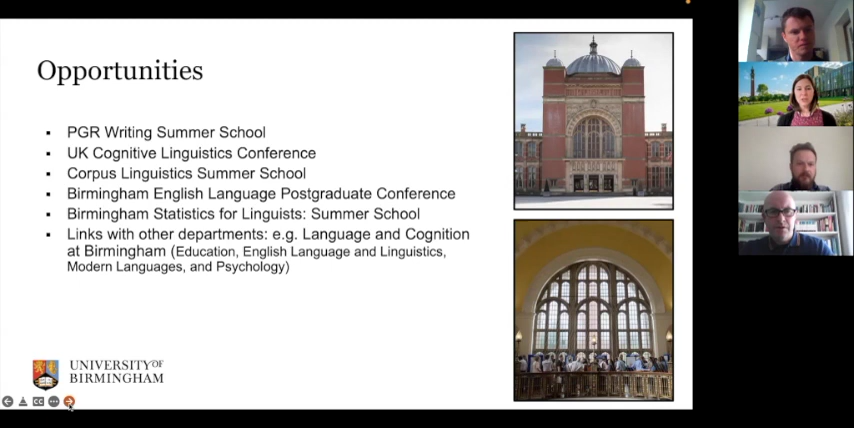 Opportunities
▪ PGR Writing Summer School
▪ UK Cognitive Linguistics Conference
▪ Corpus Linguistics Summer School
▪ Birmingham English Language Postgraduate Conference
▪ Birmingham Statistics for Linguists: Summer School
▪ Links with other departments: e.g. Language and Cognition
at Birmingham (Education, English Language and Linguistics,
Modern Languages, and Psychology)
UNIVERSITYOF
BIRMINGHAM
CC